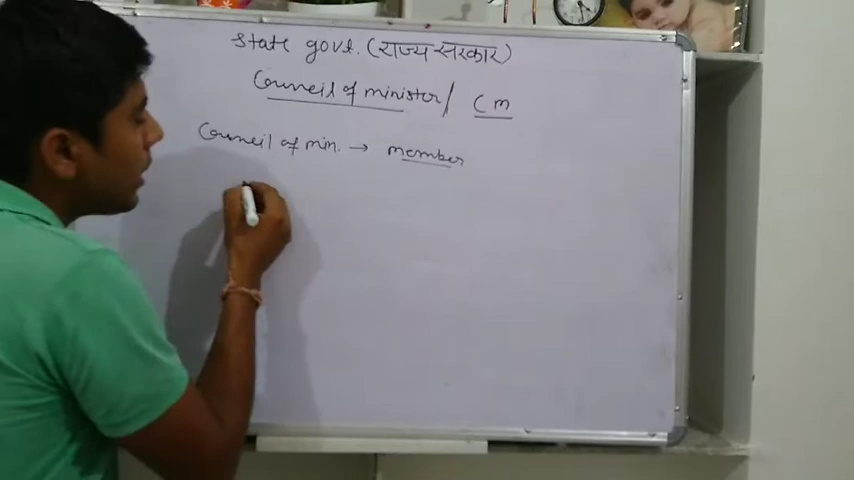 State govt. (राज्य सरकार)
Council of minister / CM
Council of min. → member